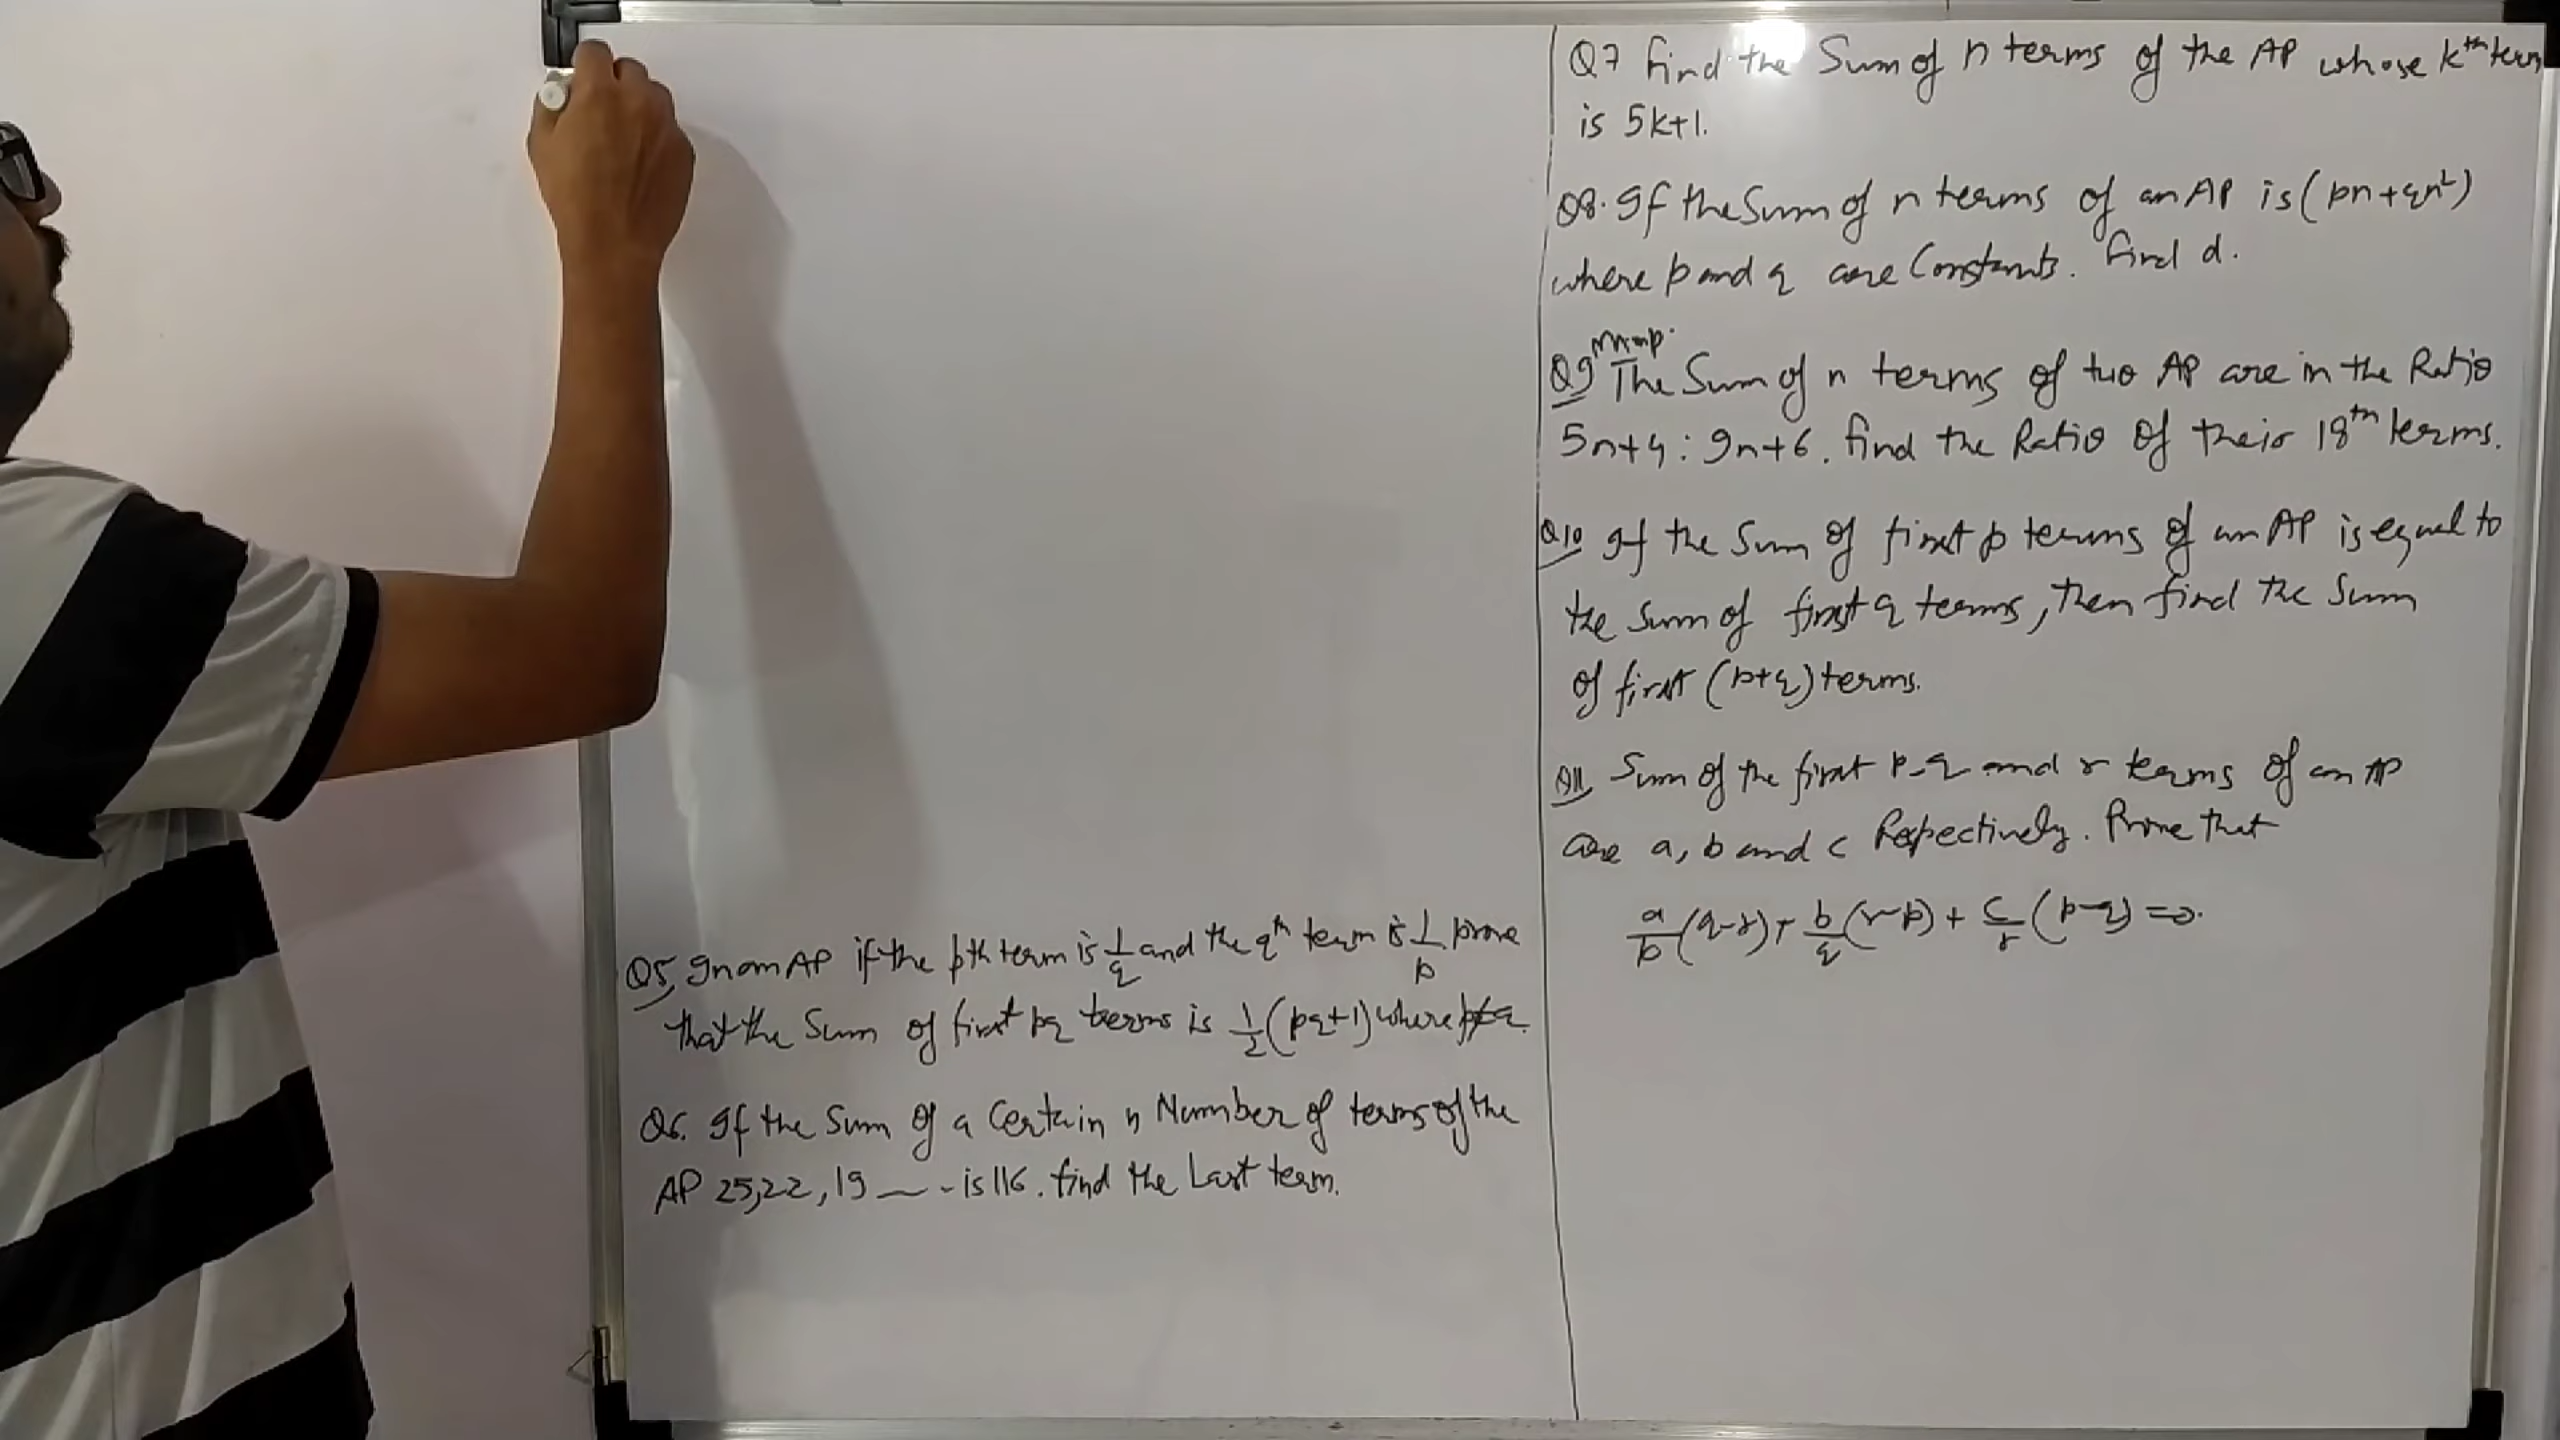 Q5, In an AP if the pth term is 1/q and the qth term is 1/p prove
that the Sum of first pq terms is 1/2 (pq+1) where p≠q.
Q6. If the Sum of a Certain n Number of terms of the
AP 25,22,19 --- is 116. find the Last term.
Q7 find the Sum of n terms of the AP whose kth term
is 5k+1.
Q8. If the Sum of n terms of an AP is (pn+qn²)
where p and q are Constants. find d.
Q9 The Sum of n terms of two AP are in the Ratio
5n+4 : 9n+6. find the Ratio of their 18th terms.
Q10 If the Sum of first p terms of an AP is equal to
the Sum of first q terms, then find the Sum
of first (p+q) terms.
Q11 Sum of the first p, q and r terms of an AP
are a, b and c Respectively. Prove that
a/p (q-r) + b/q (r-p) + c/r (p-q) = 0.